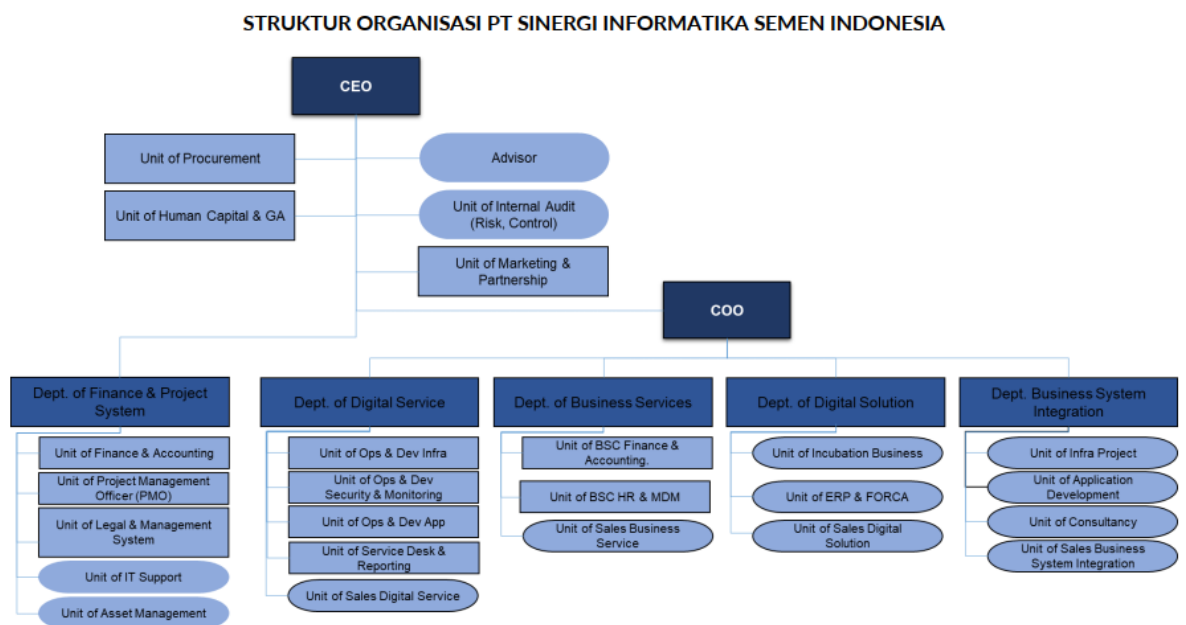 STRUKTUR ORGANISASI PT SINERGI INFORMATIKA SEMEN INDONESIA
CEO
Unit of Procurement
Advisor
Unit of Human Capital & GA
Unit of Internal Audit
(Risk, Control)
Unit of Marketing &
Partnership
COO
Dept. of Finance & Project
System
Unit of Finance & Accounting
Unit of Project Management
Officer (PMO)
Unit of Legal & Management
System
Unit of IT Support
Unit of Asset Management
Dept. of Digital Service
Unit of Ops & Dev Infra
Unit of Ops & Dev
Security & Monitoring
Unit of Ops & Dev App
Unit of Service Desk &
Reporting
Unit of Sales Digital Service
Dept. of Business Services
Unit of BSC Finance &
Accounting.
Unit of BSC HR & MDM
Unit of Sales Business
Service
Dept. of Digital Solution
Unit of Incubation Business
Unit of ERP & FORCA
Unit of Sales Digital
Solution
Dept. Business System
Integration
Unit of Infra Project
Unit of Application
Development
Unit of Consultancy
Unit of Sales Business
System Integration